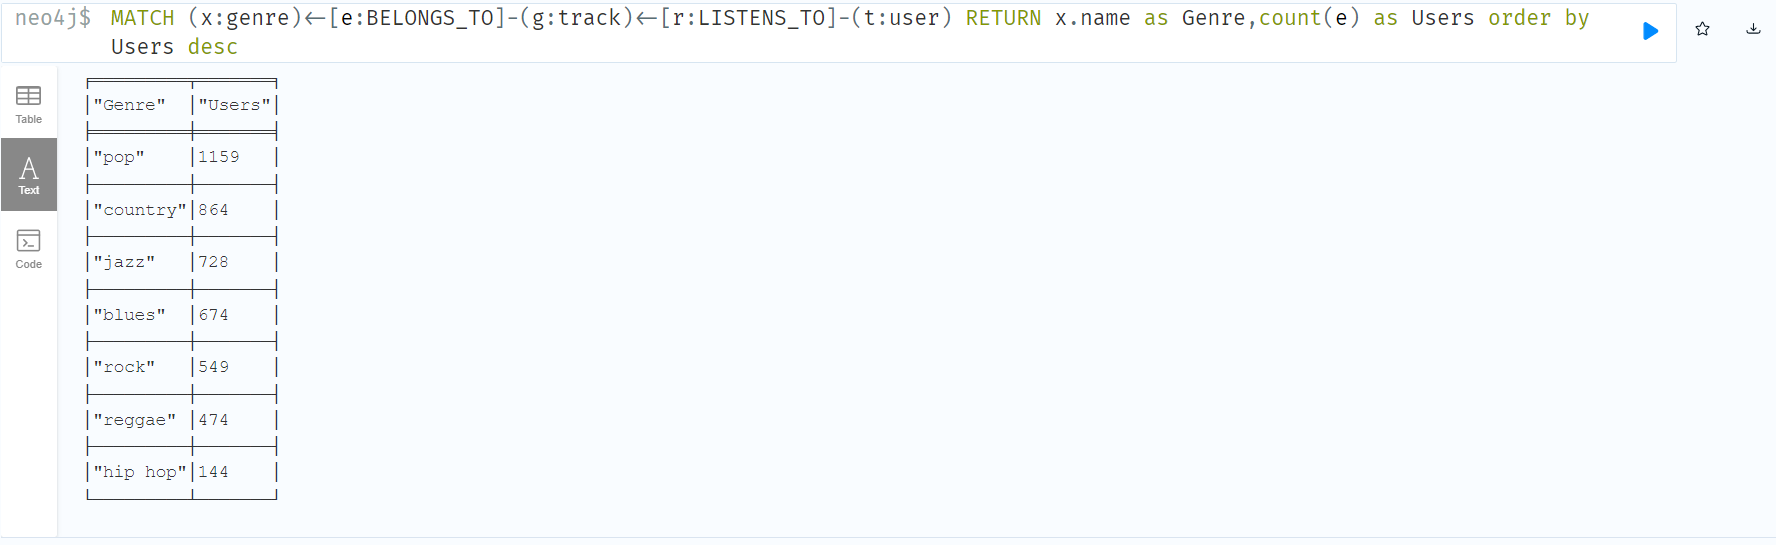 neo4j$ MATCH (x:genre)<-[e:BELONGS_TO]-(g:track)<-[r:LISTENS_TO]-(t:user) RETURN x.name as Genre,count(e) as Users order by
Users desc
Table
Text
Code
"Genre" "Users"
"pop" 1159
"country" 864
"jazz" 728
"blues" 674
"rock" 549
"reggae" 474
"hip hop" 144